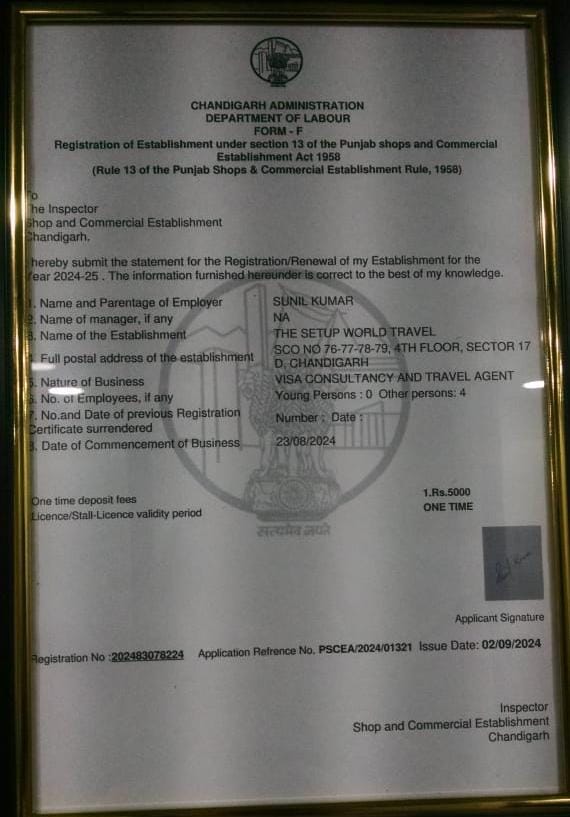 CHANDIGARH ADMINISTRATION
DEPARTMENT OF LABOUR
FORM - F
Registration of Establishment under section 13 of the Punjab shops and Commercial
Establishment Act 1958
(Rule 13 of the Punjab Shops & Commercial Establishment Rule, 1958)
To
The Inspector
Shop and Commercial Establishment
Chandigarh.
hereby submit the statement for the Registration/Renewal of my Establishment for the
Year 2024-25 . The information furnished hereunder is correct to the best of my knowledge.
1. Name and Parentage of Employer SUNIL KUMAR
2. Name of manager, if any NA
3. Name of the Establishment THE SETUP WORLD TRAVEL
4. Full postal address of the establishment SCO NO 76-77-78-79, 4TH FLOOR, SECTOR 17
D, CHANDIGARH
5. Nature of Business VISA CONSULTANCY AND TRAVEL AGENT
6. No. of Employees, if any Young Persons : 0 Other persons: 4
7. No.and Date of previous Registration Number : Date :
Certificate surrendered
8. Date of Commencement of Business 23/08/2024
सत्यमेव जयते
One time deposit fees 1.Rs.5000
Licence/Stall-Licence validity period ONE TIME
Applicant Signature
Registration No :202483078224 Application Refrence No. PSCEA/2024/01321 Issue Date: 02/09/2024
Inspector
Shop and Commercial Establishment
Chandigarh